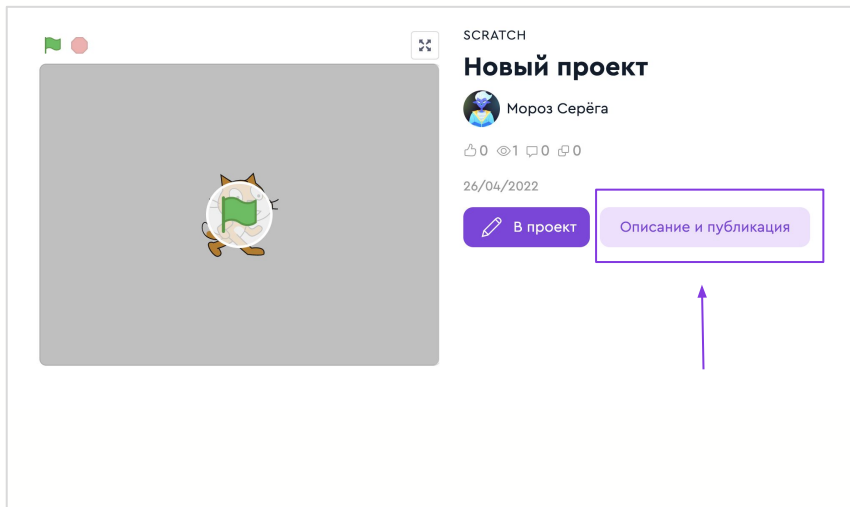 SCRATCH
Новый проект
Мороз Серёга
0 1 0 0
26/04/2022
В проект
Описание и публикация